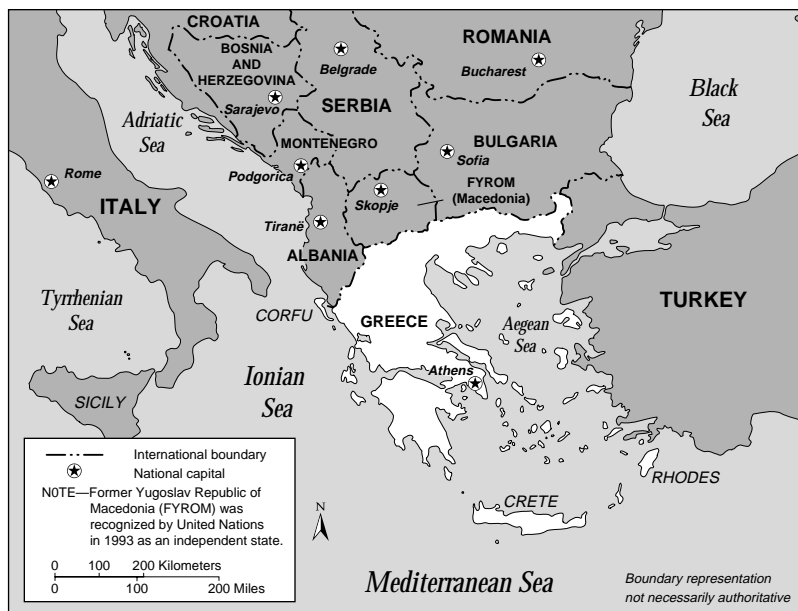 CROATIA
BOSNIA
AND
HERZEGOVINA
Sarajevo
Belgrade
SERBIA
ROMANIA
Bucharest
Black
Sea
Adriatic
Sea
MONTENEGRO
Podgorica
BULGARIA
Sofia
FYROM
(Macedonia)
Skopje
Rome
ITALY
Tiranë
ALBANIA
Tyrrhenian
Sea
CORFU
GREECE
Aegean
Sea
TURKEY
Athens
Ionian
Sea
SICILY
RHODES
CRETE
International boundary
National capital
N0TE—Former Yugoslav Republic of
Macedonia (FYROM) was
recognized by United Nations
in 1993 as an independent state.
0 100 200 Kilometers
0 100 200 Miles
N
Mediterranean Sea
Boundary representation
not necessarily authoritative